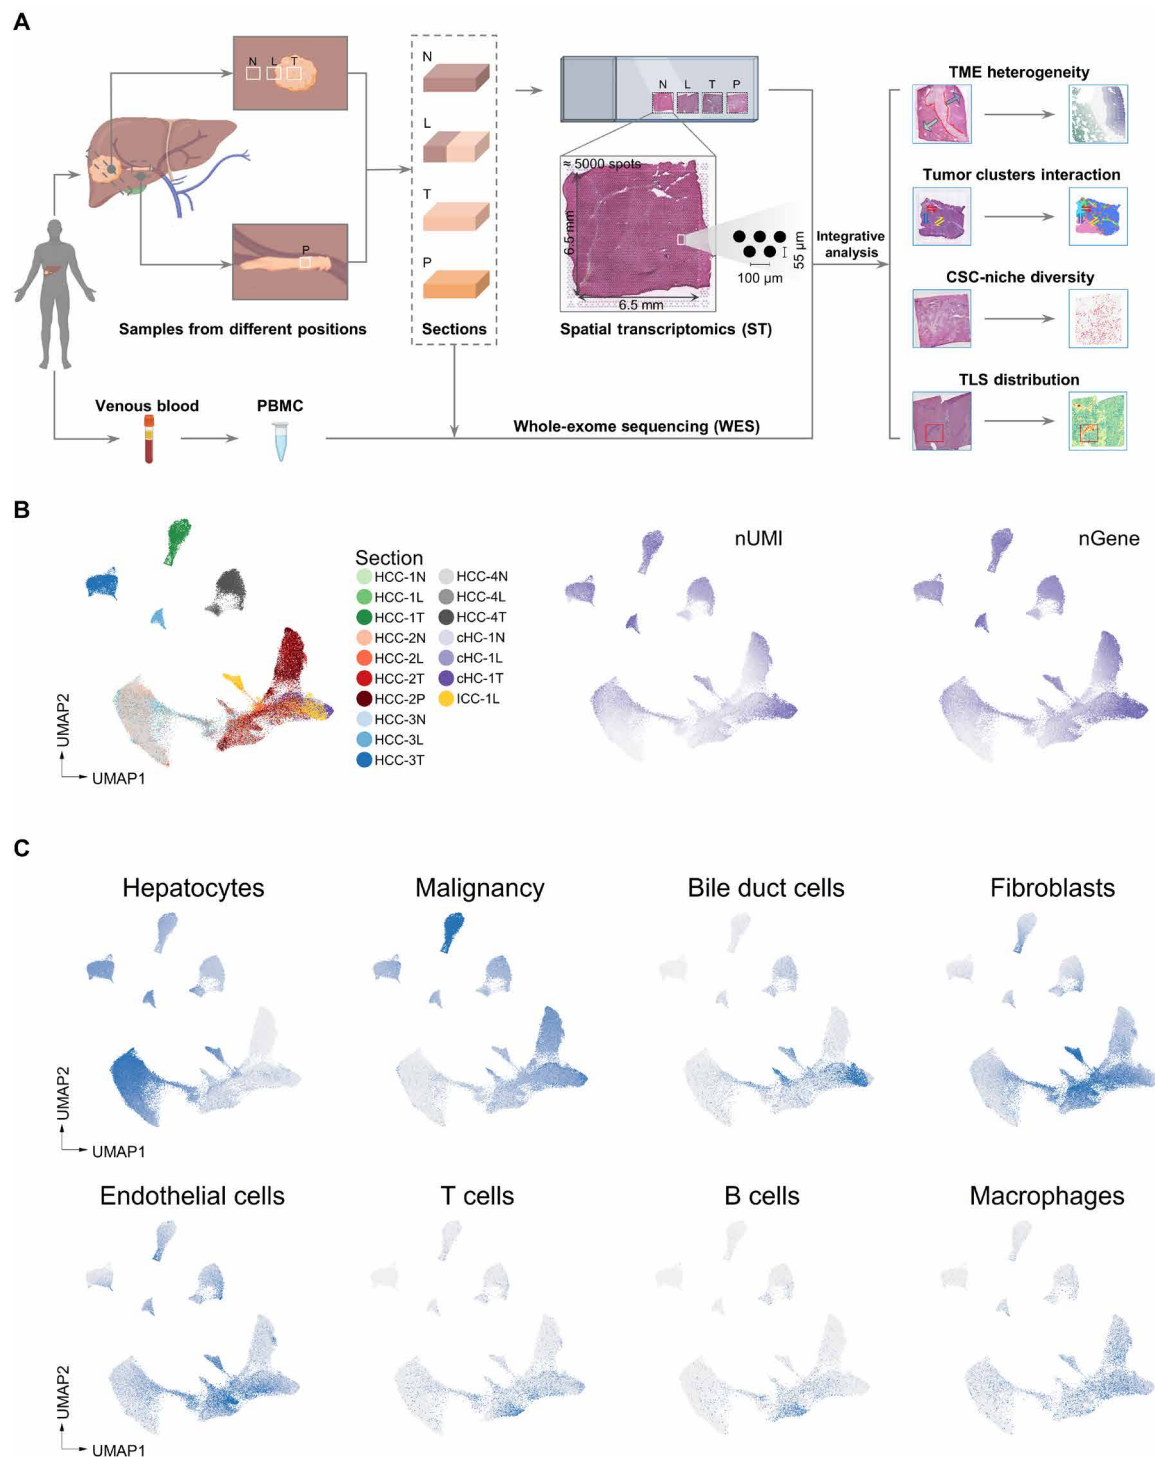 A
N L T
P
Samples from different positions
N
L
T
P
Sections
N L T P
≈ 5000 spots
6.5 mm
6.5 mm
55 µm
100 µm
Spatial transcriptomics (ST)
Integrative
analysis
TME heterogeneity
Tumor clusters interaction
CSC-niche diversity
TLS distribution
Venous blood
PBMC
Whole-exome sequencing (WES)
B
UMAP2
UMAP1
Section
HCC-1N
HCC-1L
HCC-1T
HCC-2N
HCC-2L
HCC-2T
HCC-2P
HCC-3N
HCC-3L
HCC-3T
HCC-4N
HCC-4L
HCC-4T
cHC-1N
cHC-1L
cHC-1T
ICC-1L
nUMI
nGene
C
Hepatocytes
Malignancy
Bile duct cells
Fibroblasts
UMAP2
UMAP1
Endothelial cells
T cells
B cells
Macrophages
UMAP2
UMAP1